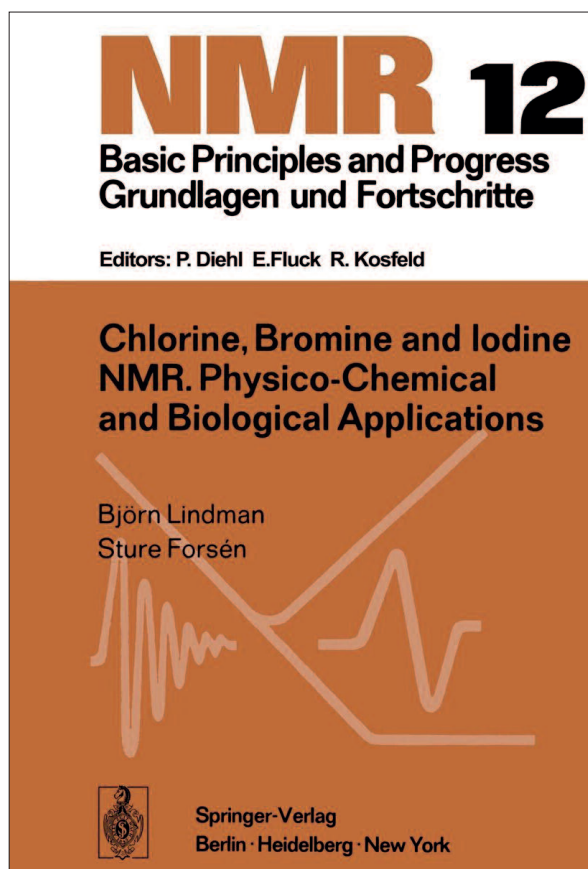 NMR 12
Basic Principles and Progress
Grundlagen und Fortschritte
Editors: P. Diehl E.Fluck R. Kosfeld
Chlorine, Bromine and Iodine
NMR. Physico-Chemical
and Biological Applications
Björn Lindman
Sture Forsén
Springer-Verlag
Berlin · Heidelberg · New York